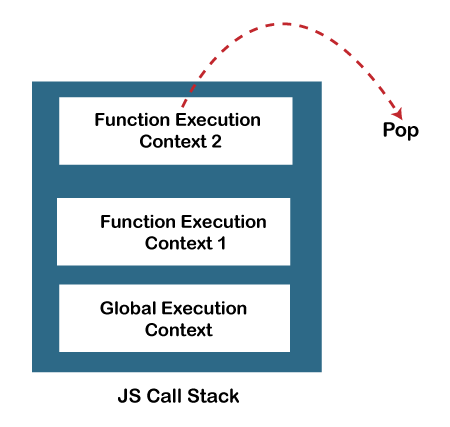 Function Execution
Context 2
Pop
Function Execution
Context 1
Global Execution
Context
JS Call Stack